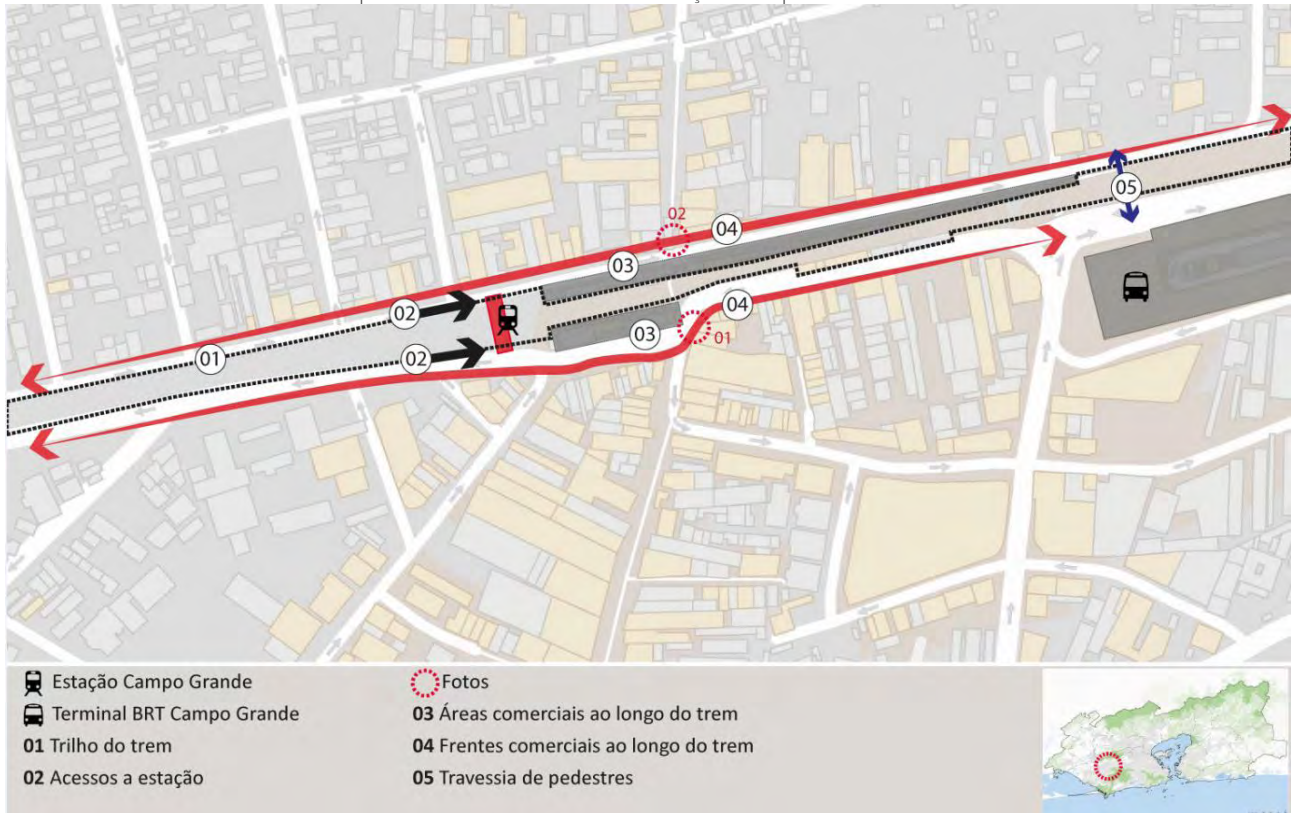 02
04
05
03
02
01
02
03
04
01
Estação Campo Grande
Terminal BRT Campo Grande
01 Trilho do trem
02 Acessos a estação
Fotos
03 Áreas comerciais ao longo do trem
04 Frentes comerciais ao longo do trem
05 Travessia de pedestres